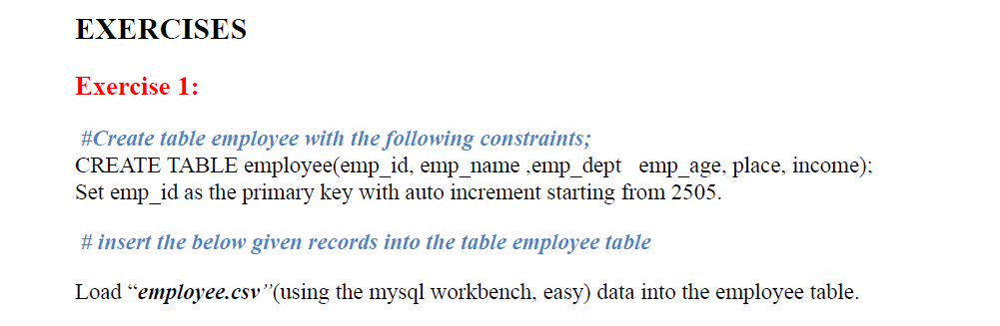 EXERCISES
Exercise 1:
#Create table employee with the following constraints;
CREATE TABLE employee(emp_id, emp_name ,emp_dept   emp_age, place, income);
Set emp_id as the primary key with auto increment starting from 2505.
# insert the below given records into the table employee table
Load “employee.csv”(using the mysql workbench, easy) data into the employee table.